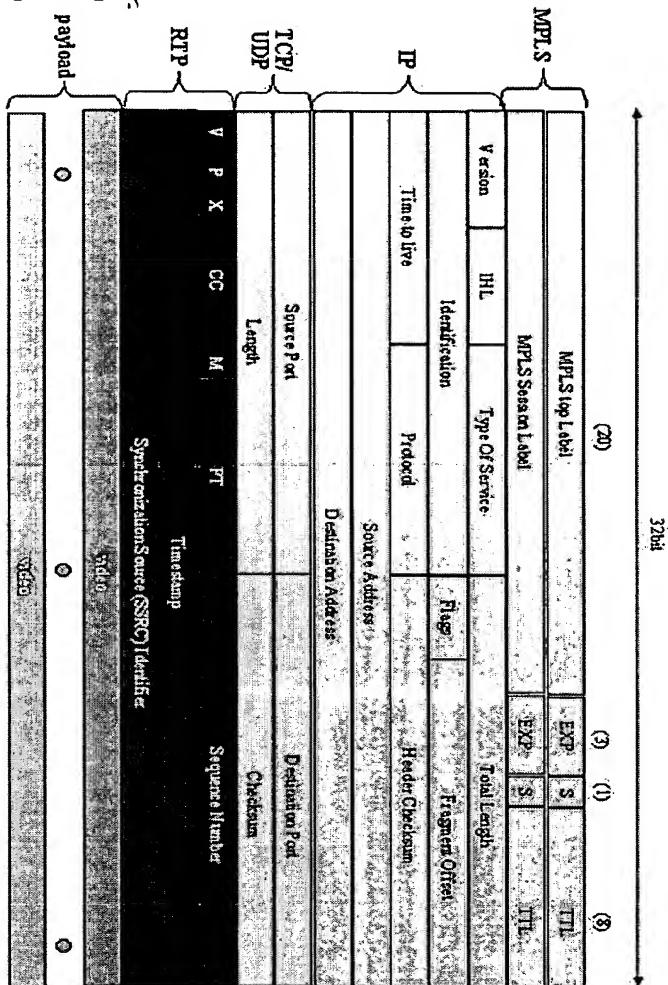 32bit
(20) (3) (1) (8)
MPLS
MPLS top Label EXP S TTL
MPLS Session Label EXP S TTL
IP
Version IHL Type Of Service Total Length
Identification Flags Fragment Offset
Time to live Protocol Header Checksum
Source Address
Destination Address
TCP/
UDP
Source Port Destination Port
Length Checksum
RTP
V P X CC M PT Sequence Number
Timestamp
Synchronization Source (SSRC) Identifier
payload
video
video